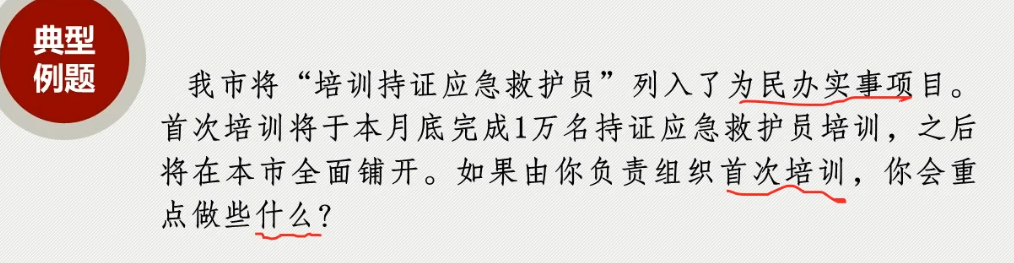 典型
例题
我市将“培训持证应急救护员”列入了为民办实事项目。
首次培训将于本月底完成1万名持证应急救护员培训，之后
将在本市全面铺开。如果由你负责组织首次培训，你会重
点做些什么？